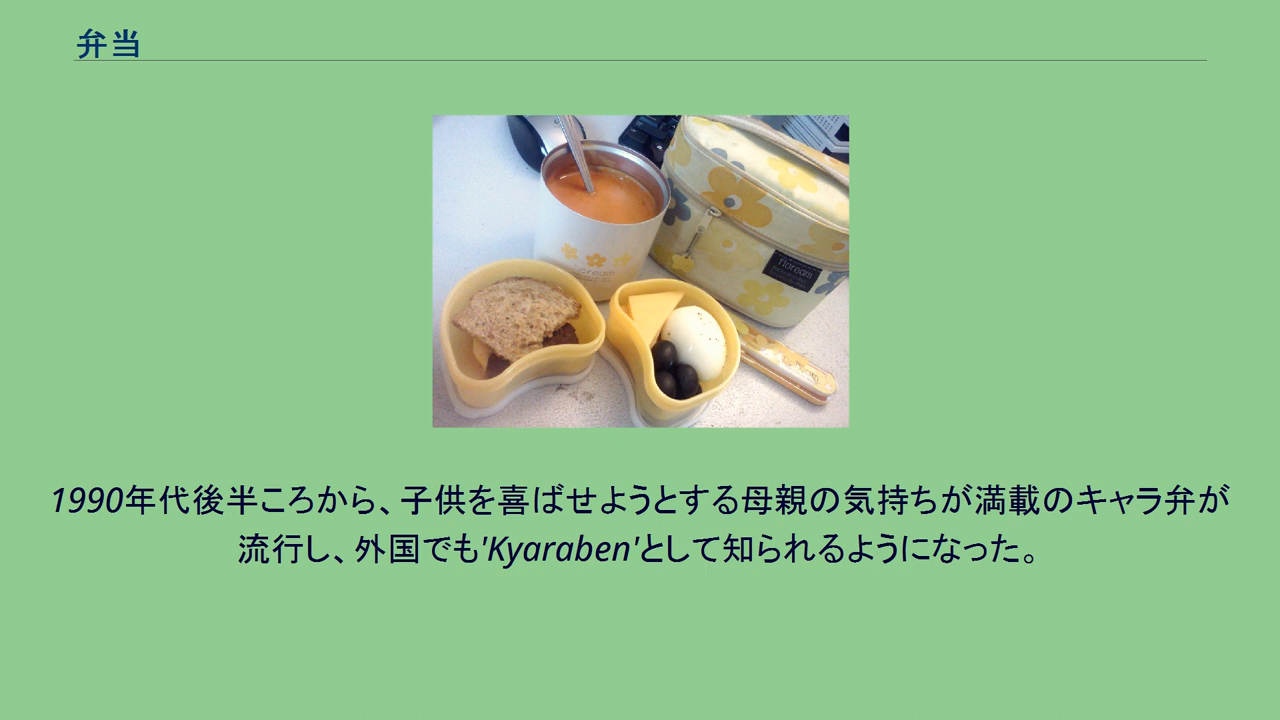 弁当
floream
1990年代後半ころから、子供を喜ばせようとする母親の気持ちが満載のキャラ弁が
流行し、外国でも'Kyaraben'として知られるようになった。